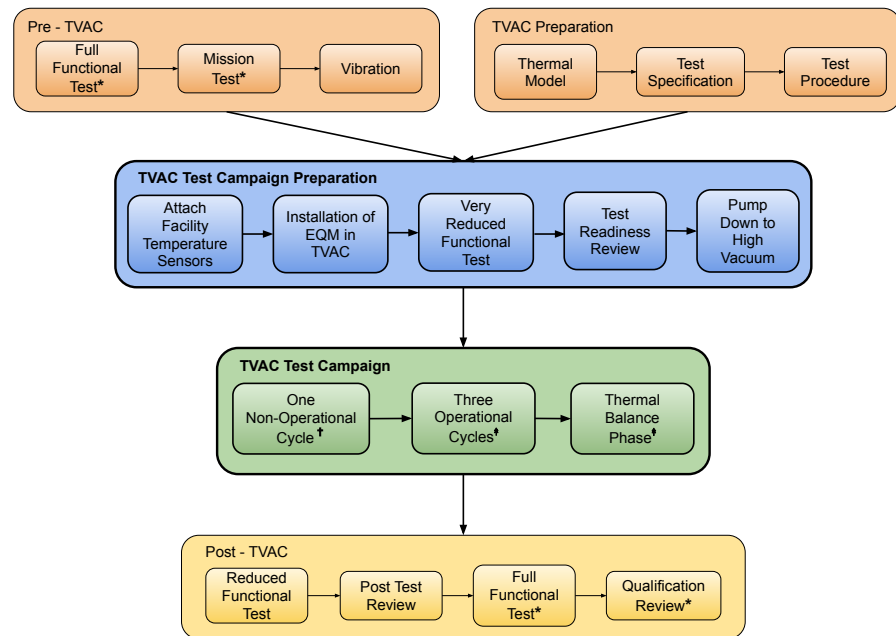 Pre - TVAC
Full
Functional
Test*
Mission
Test*
Vibration
TVAC Preparation
Thermal
Model
Test
Specification
Test
Procedure
TVAC Test Campaign Preparation
Attach
Facility
Temperature
Sensors
Installation of
EQM in
TVAC
Very
Reduced
Functional
Test
Test
Readiness
Review
Pump
Down to
High
Vacuum
TVAC Test Campaign
One
Non-Operational
Cycle †
Three
Operational
Cycles‡
Thermal
Balance
Phase‡
Post - TVAC
Reduced
Functional
Test
Post Test
Review
Full
Functional
Test*
Qualification
Review*